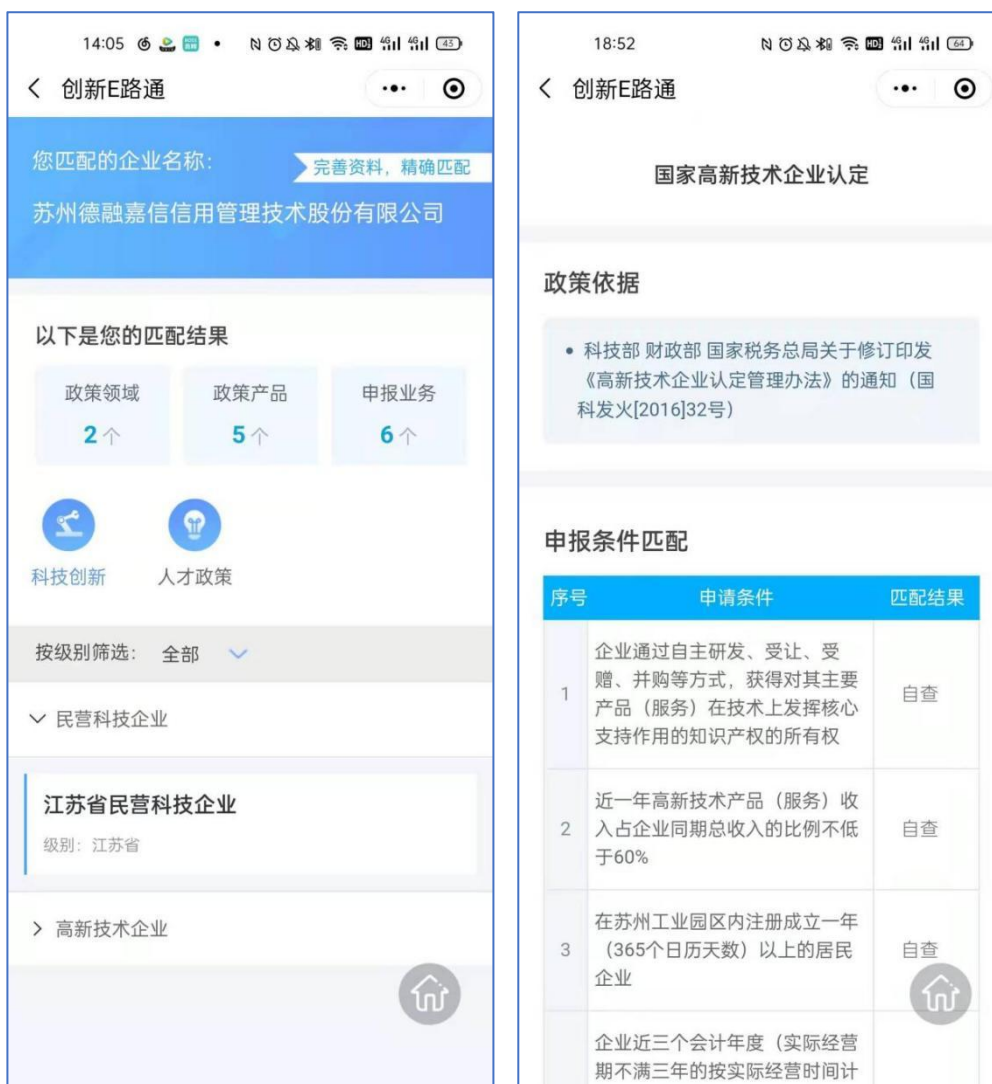 14:05
45
创新E路通
您匹配的企业名称:
完善资料，精确匹配
苏州德融嘉信信用管理技术股份有限公司
以下是您的匹配结果
政策领域
政策产品
申报业务
2个
5个
6个
科技创新
人才政策
按级别筛选: 全部
民营科技企业
江苏省民营科技企业
级别: 江苏省
高新技术企业
18:52
64
创新E路通
国家高新技术企业认定
政策依据
• 科技部 财政部 国家税务总局关于修订印发
《高新技术企业认定管理办法》的通知（国
科发火[2016]32号）
申报条件匹配
序号 申请条件 匹配结果
企业通过自主研发、受让、受
赠、并购等方式，获得对其主要
1 自查
产品（服务）在技术上发挥核心
支持作用的知识产权的所有权
近一年高新技术产品（服务）收
2 入占企业同期总收入的比例不低 自查
于60%
在苏州工业园区内注册成立一年
3 （365个日历天数）以上的居民 自查
企业
企业近三个会计年度（实际经营
期不满三年的按实际经营时间计